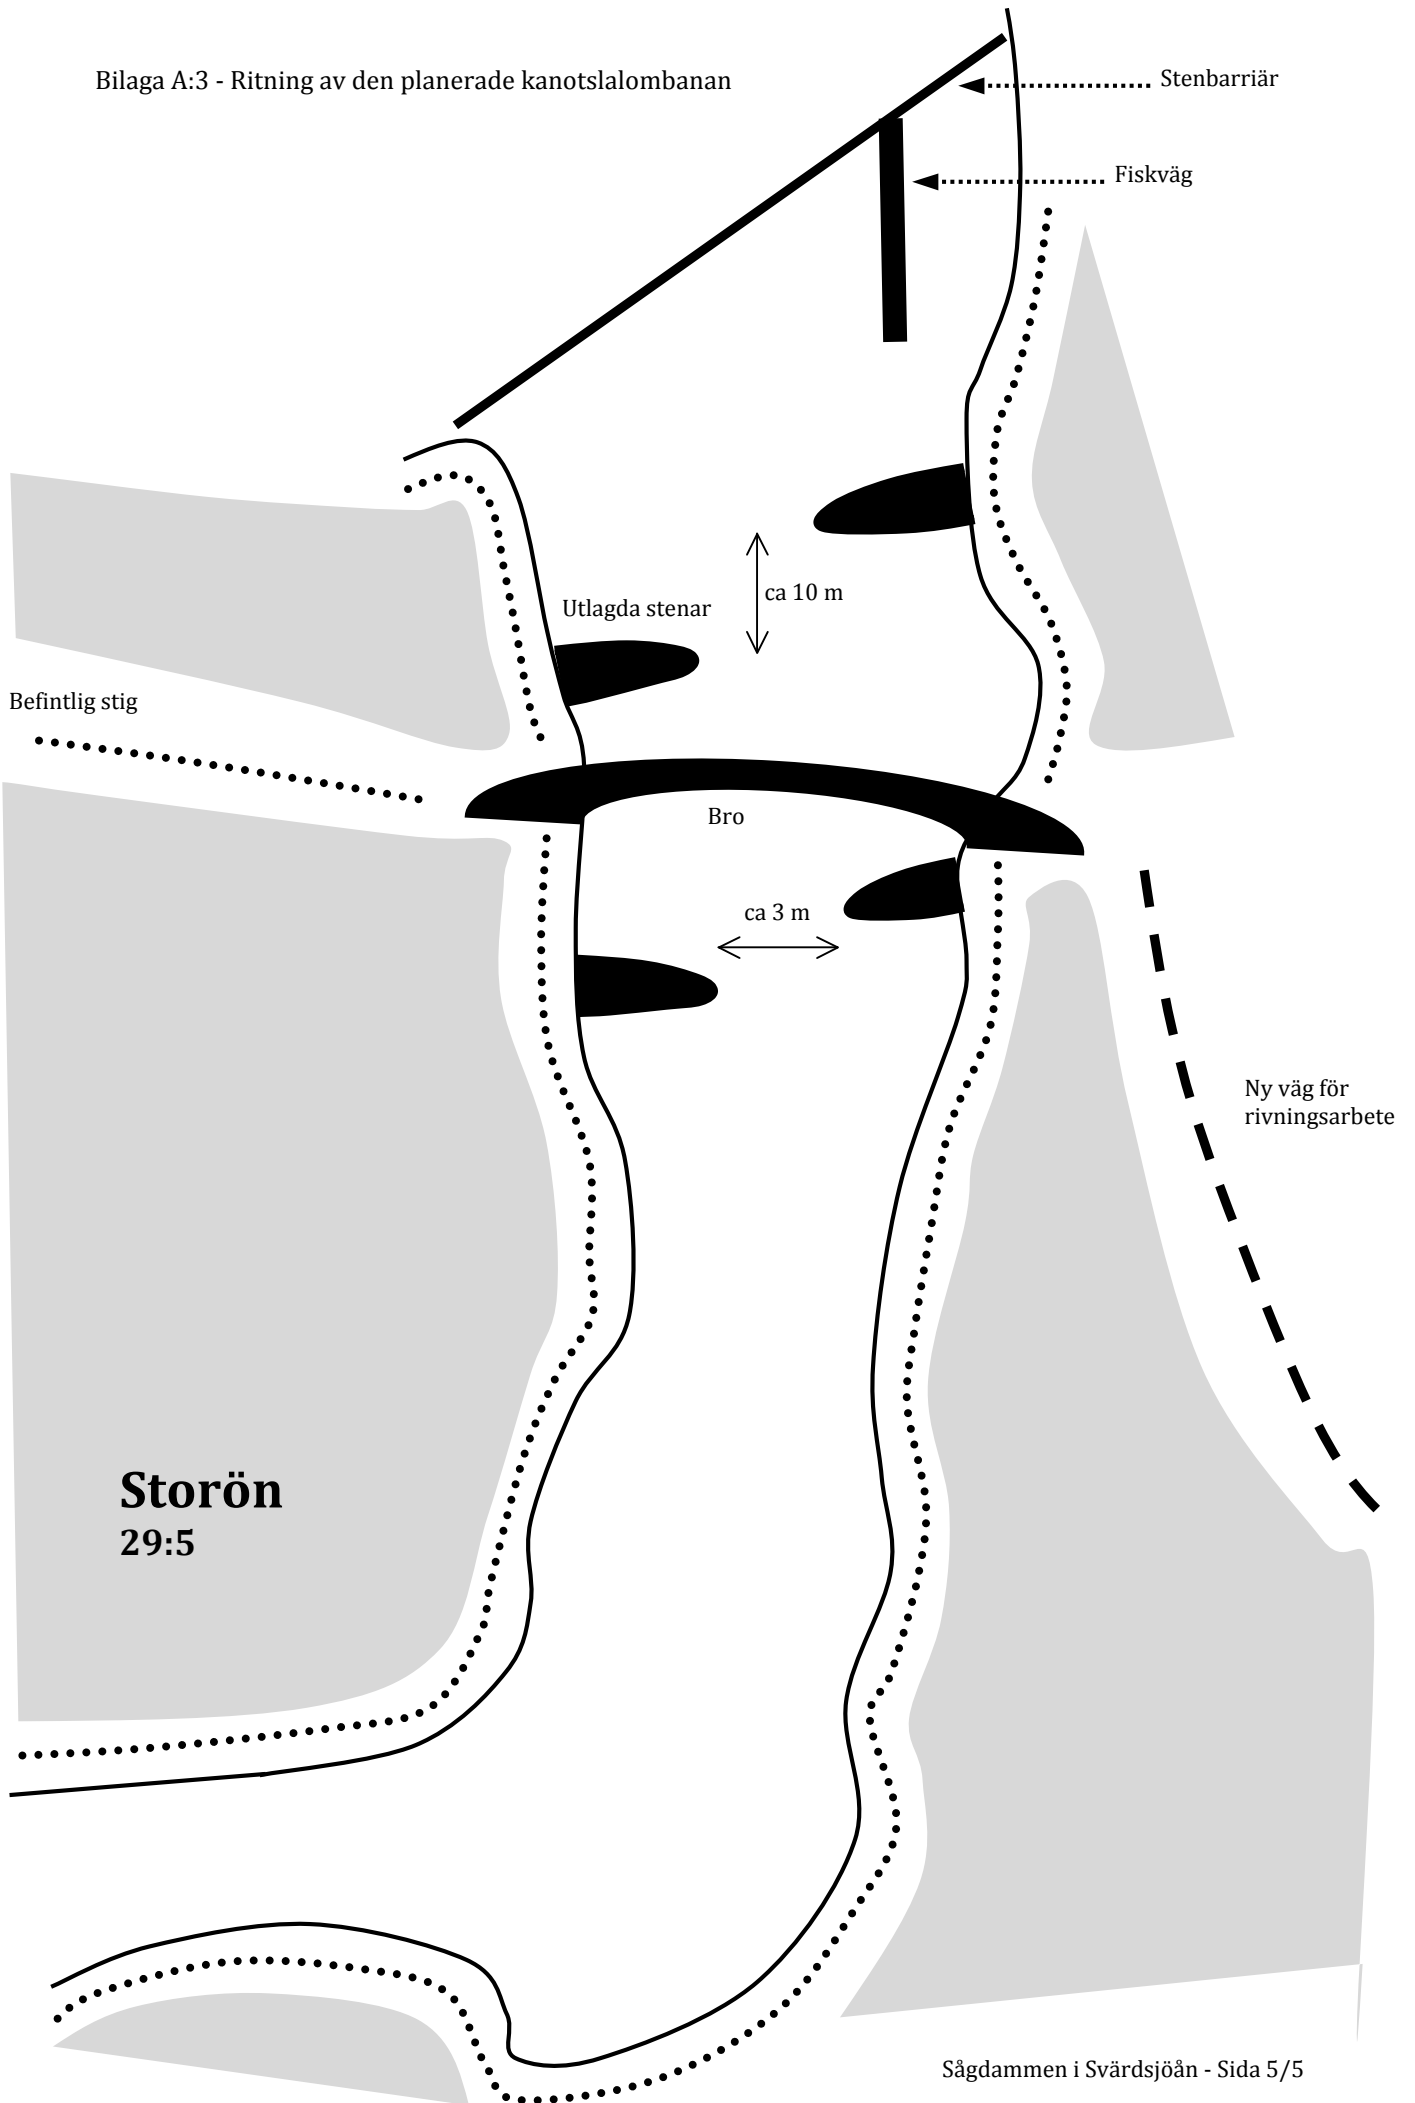 Bilaga A:3 - Ritning av den planerade kanotslalombanan
Stenbarriär
Fiskväg
ca 10 m
Utlagda stenar
Befintlig stig
Bro
ca 3 m
Ny väg för
rivningsarbete
Storön
29:5
Sågdammen i Svärdsjöån - Sida 5/5